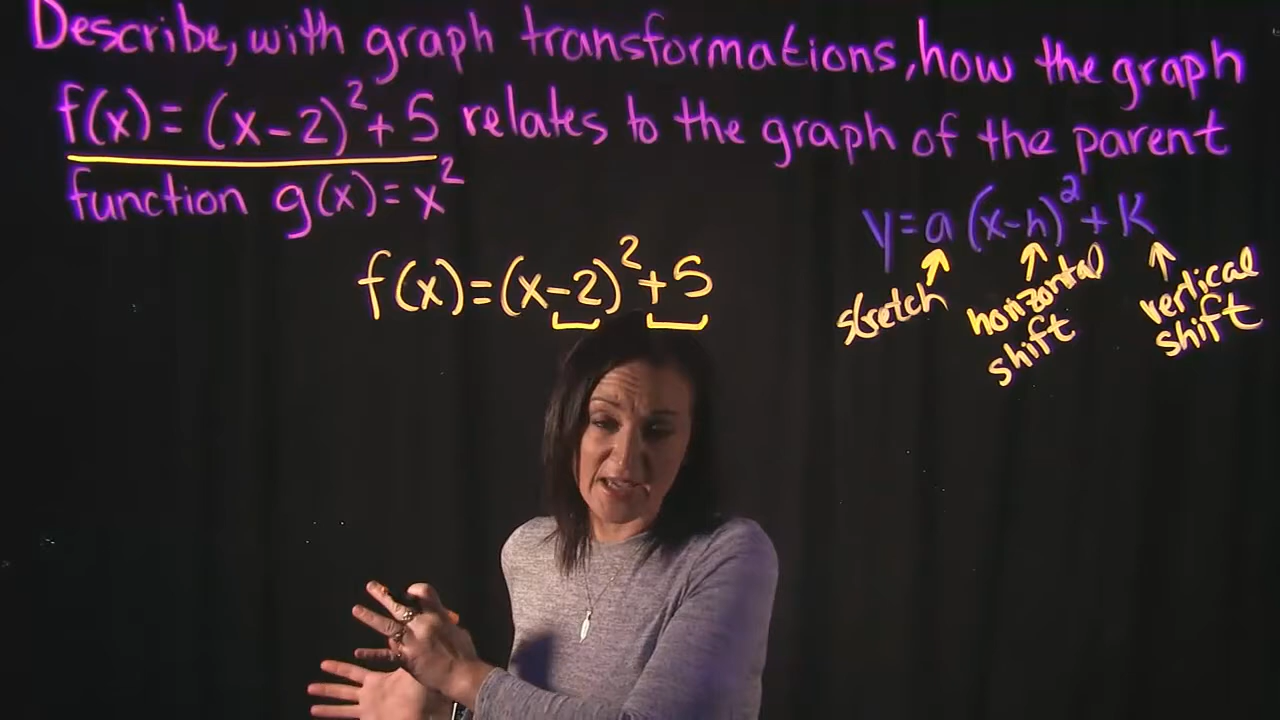 Describe, with graph transformations, how the graph
f(x) = (x-2)² + 5 relates to the graph of the parent
function g(x) = x²
y = a (x-h)² + K
f(x) = (x-2)² + 5
stretch
horizontal
shift
vertical
shift